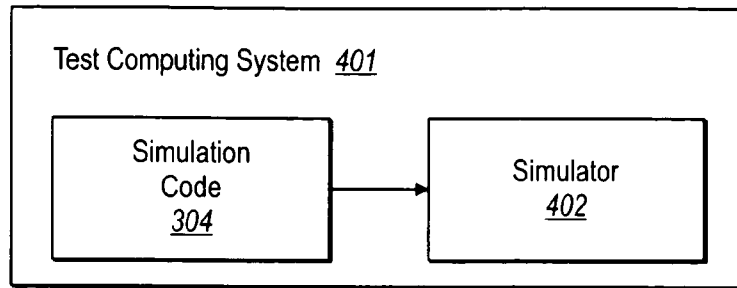 Test Computing System 401
Simulation
Code
304
Simulator
402